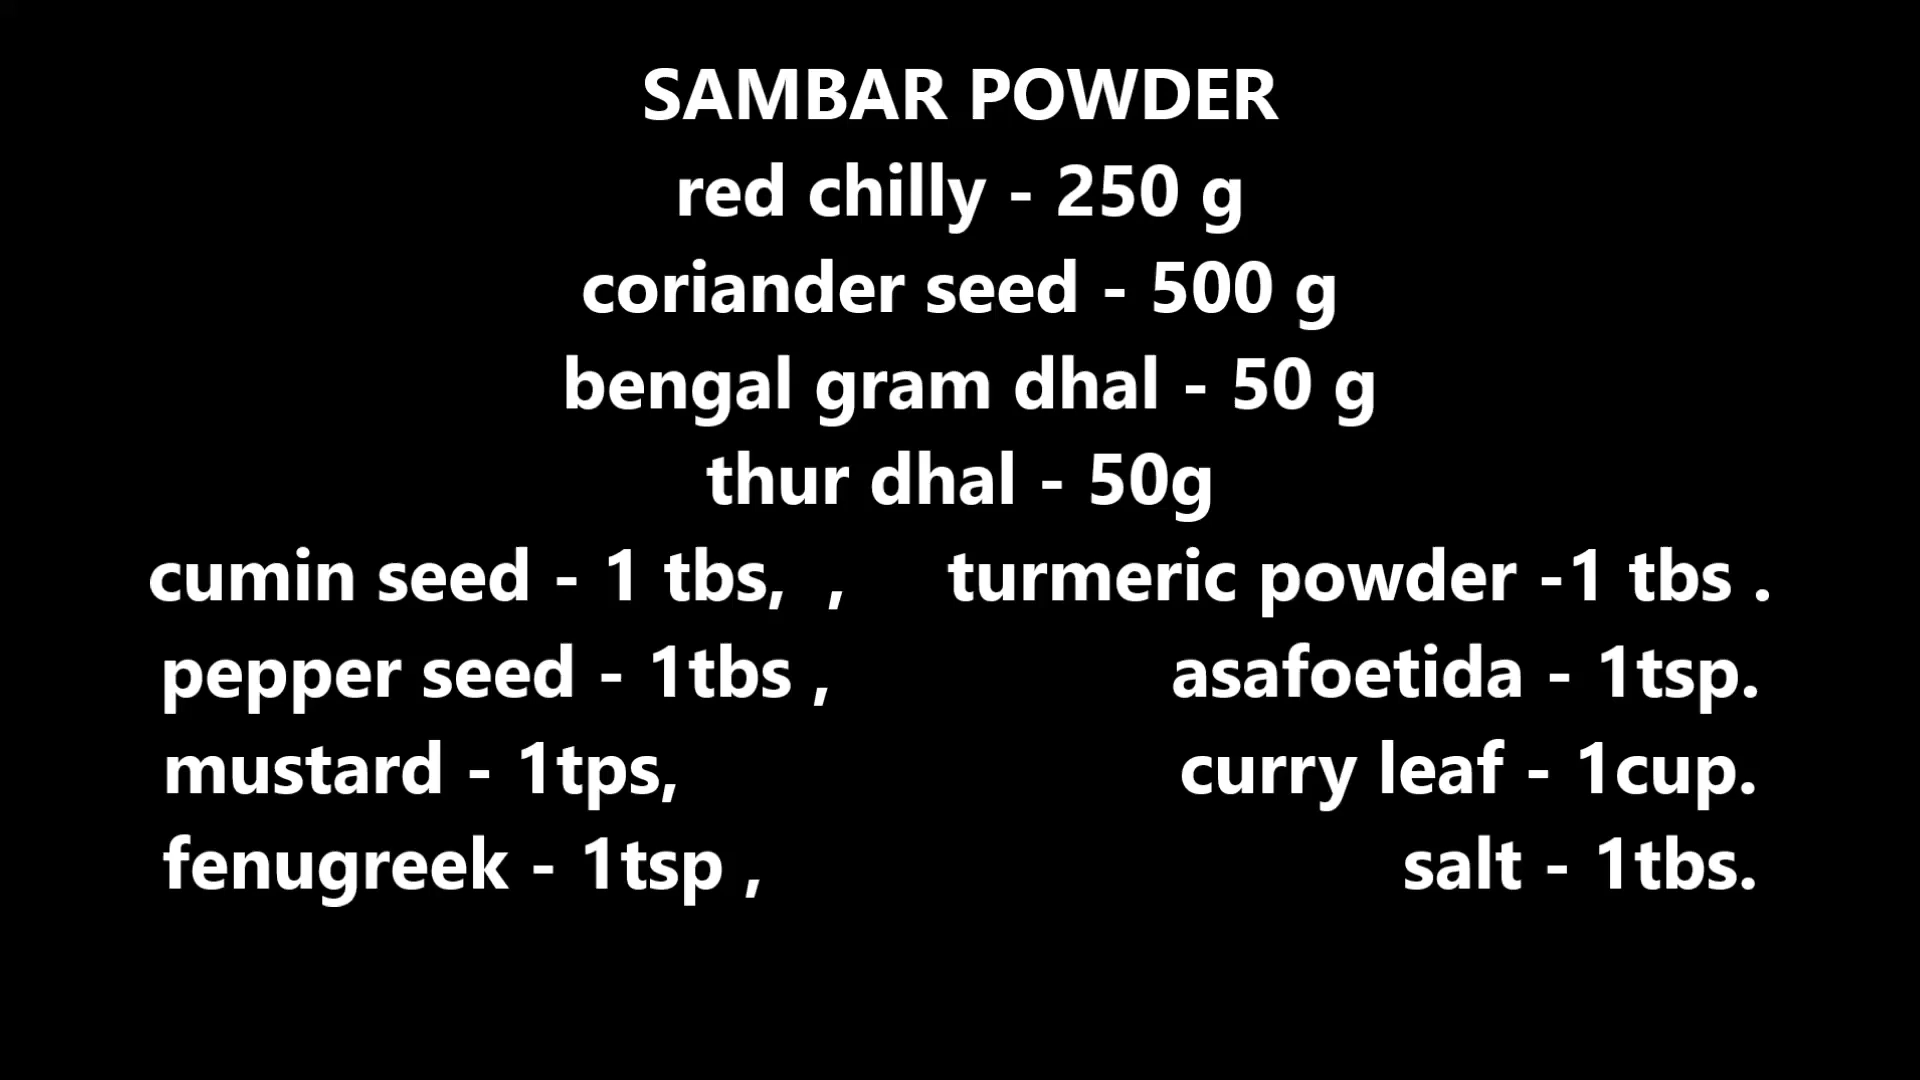 SAMBAR POWDER
red chilly - 250 g
coriander seed - 500 g
bengal gram dhal - 50 g
thur dhal - 50g
cumin seed - 1 tbs,  ,     turmeric powder -1 tbs .
pepper seed - 1tbs ,     asafoetida - 1tsp.
mustard - 1tps,     curry leaf - 1cup.
fenugreek - 1tsp ,     salt - 1tbs.